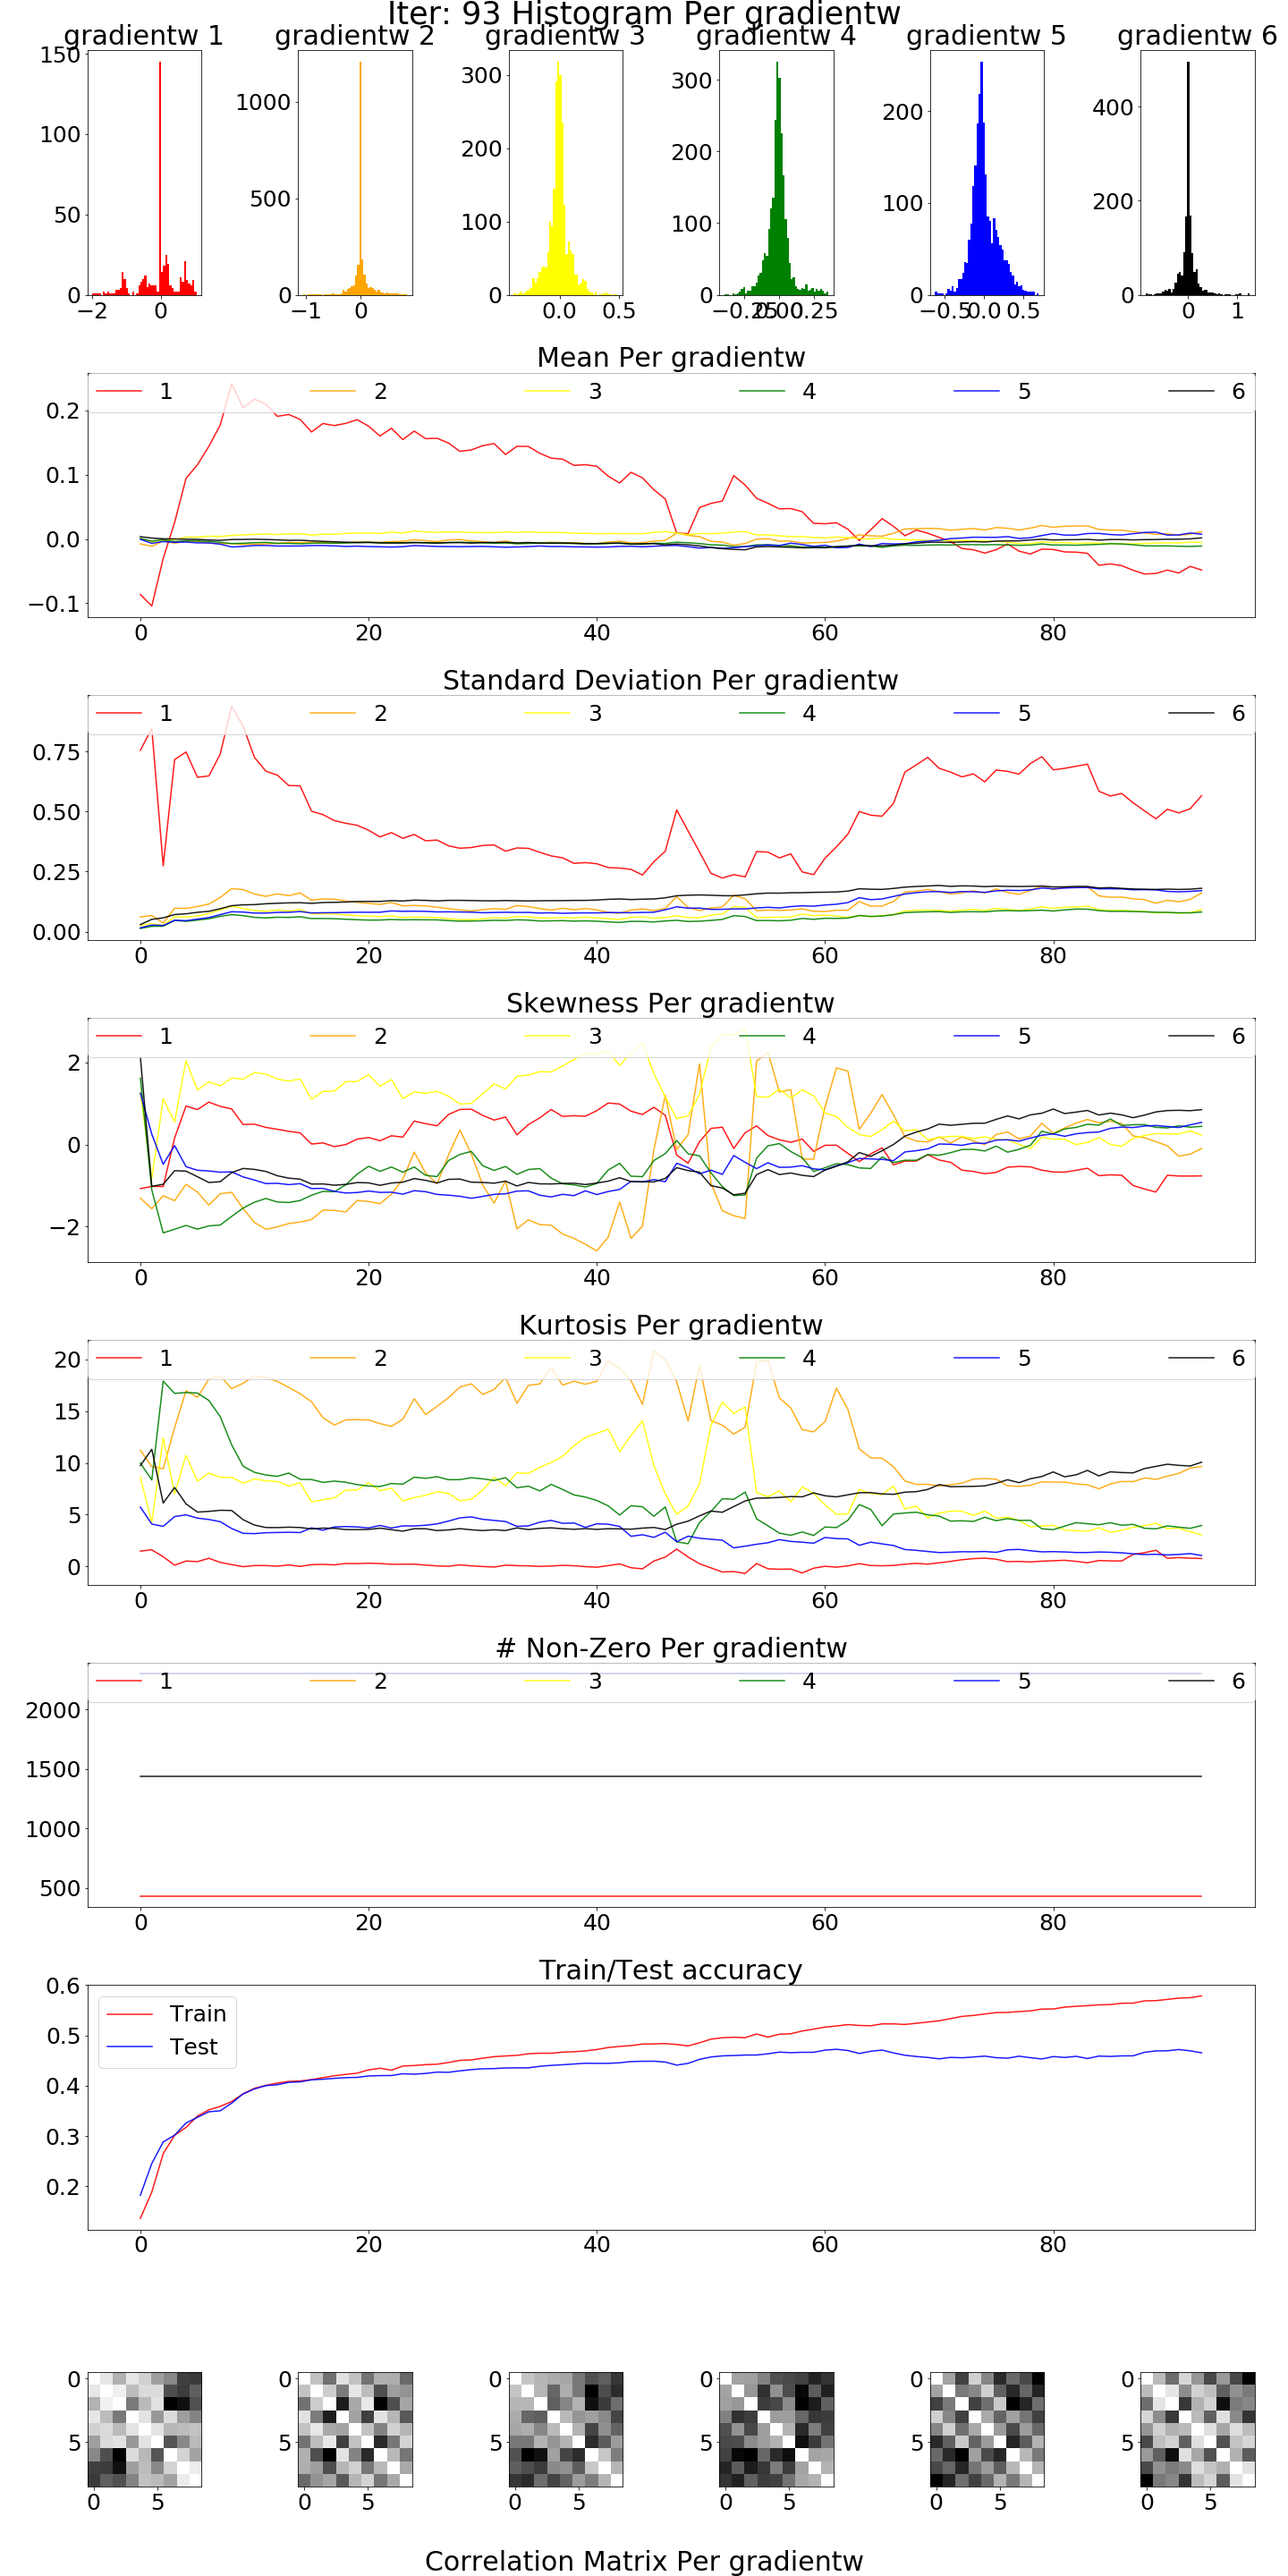 Iter: 93 Histogram Per gradientw
gradientw 1 gradientw 2 gradientw 3 gradientw 4 gradientw 5 gradientw 6
150
100
50
0
−2 0
1000
500
0
−1 0
300
200
100
0
0.0 0.5
300
200
100
0
−0.25 0.00 0.25
200
100
0
−0.5 0.0 0.5
400
200
0
0 1
Mean Per gradientw
1 2 3 4 5 6
0.2
0.1
0.0
−0.1
0 20 40 60 80
Standard Deviation Per gradientw
1 2 3 4 5 6
0.75
0.50
0.25
0.00
0 20 40 60 80
Skewness Per gradientw
1 2 3 4 5 6
2
0
−2
0 20 40 60 80
Kurtosis Per gradientw
1 2 3 4 5 6
20
15
10
5
0
0 20 40 60 80
# Non-Zero Per gradientw
1 2 3 4 5 6
2000
1500
1000
500
0 20 40 60 80
Train/Test accuracy
Train
Test
0.6
0.5
0.4
0.3
0.2
0 20 40 60 80
0 0 0 0 0 0
5 5 5 5 5 5
0 5 0 5 0 5 0 5 0 5 0 5
Correlation Matrix Per gradientw